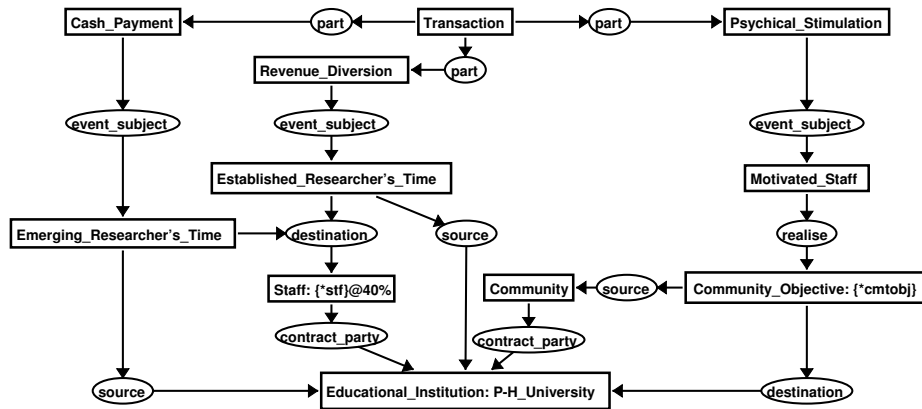 Cash_Payment part Transaction part Psychical_Stimulation
Revenue_Diversion part
event_subject event_subject event_subject
Established_Researcher's_Time Motivated_Staff
Emerging_Researcher's_Time destination source realise
Staff: {*stf}@40% Community source Community_Objective: {*cmtobj}
contract_party contract_party
source Educational_Institution: P-H_University destination